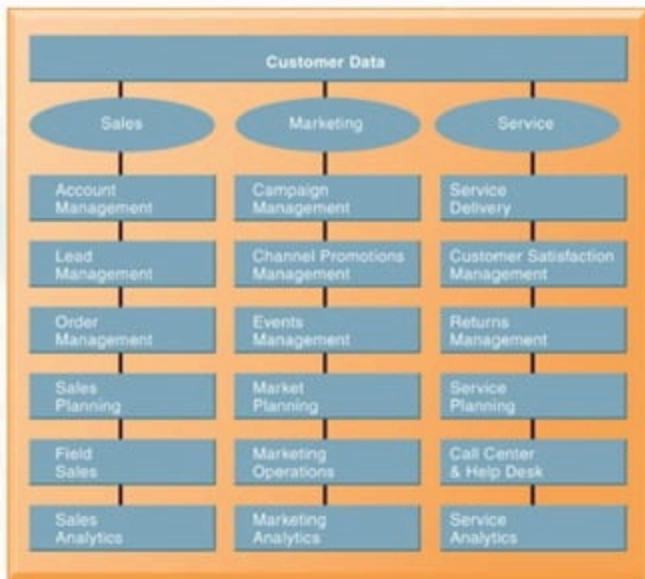 Customer Data
Sales
Marketing
Service
Account
Management
Campaign
Management
Service
Delivery
Lead
Management
Channel Promotions
Management
Customer Satisfaction
Management
Order
Management
Events
Management
Returns
Management
Sales
Planning
Market
Planning
Service
Planning
Field
Sales
Marketing
Operations
Call Center
& Help Desk
Sales
Analytics
Marketing
Analytics
Service
Analytics